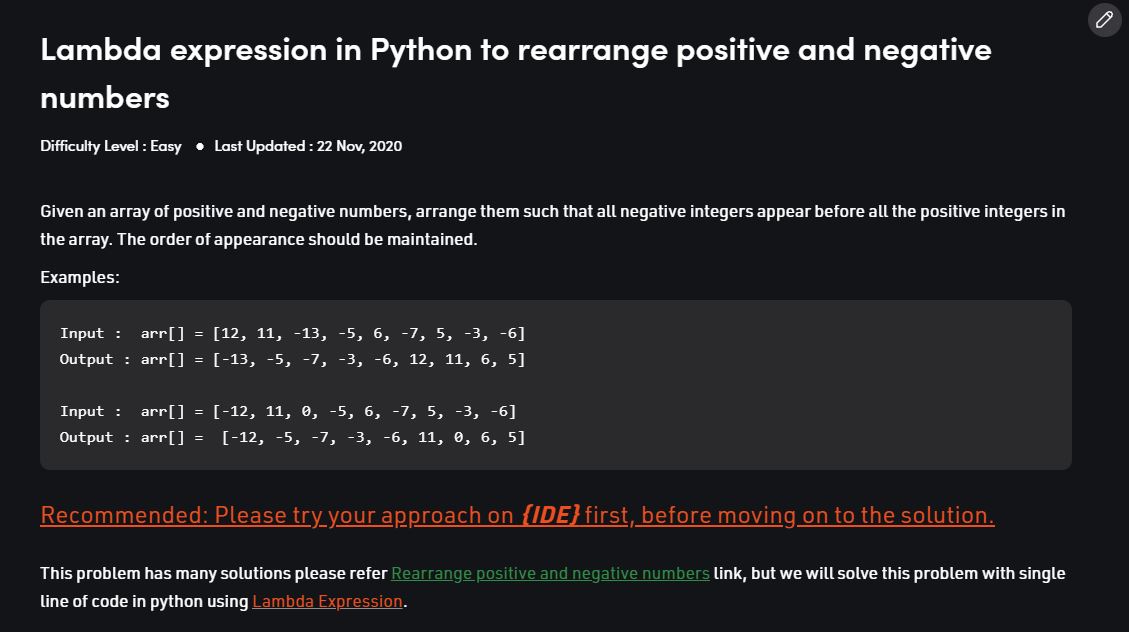 Lambda expression in Python to rearrange positive and negative
numbers
Difficulty Level : Easy ● Last Updated : 22 Nov, 2020
Given an array of positive and negative numbers, arrange them such that all negative integers appear before all the positive integers in
the array. The order of appearance should be maintained.
Examples:
Input :  arr[] = [12, 11, -13, -5, 6, -7, 5, -3, -6]
Output : arr[] = [-13, -5, -7, -3, -6, 12, 11, 6, 5]
Input :  arr[] = [-12, 11, 0, -5, 6, -7, 5, -3, -6]
Output : arr[] =  [-12, -5, -7, -3, -6, 11, 0, 6, 5]
Recommended: Please try your approach on {IDE} first, before moving on to the solution.
This problem has many solutions please refer Rearrange positive and negative numbers link, but we will solve this problem with single
line of code in python using Lambda Expression.